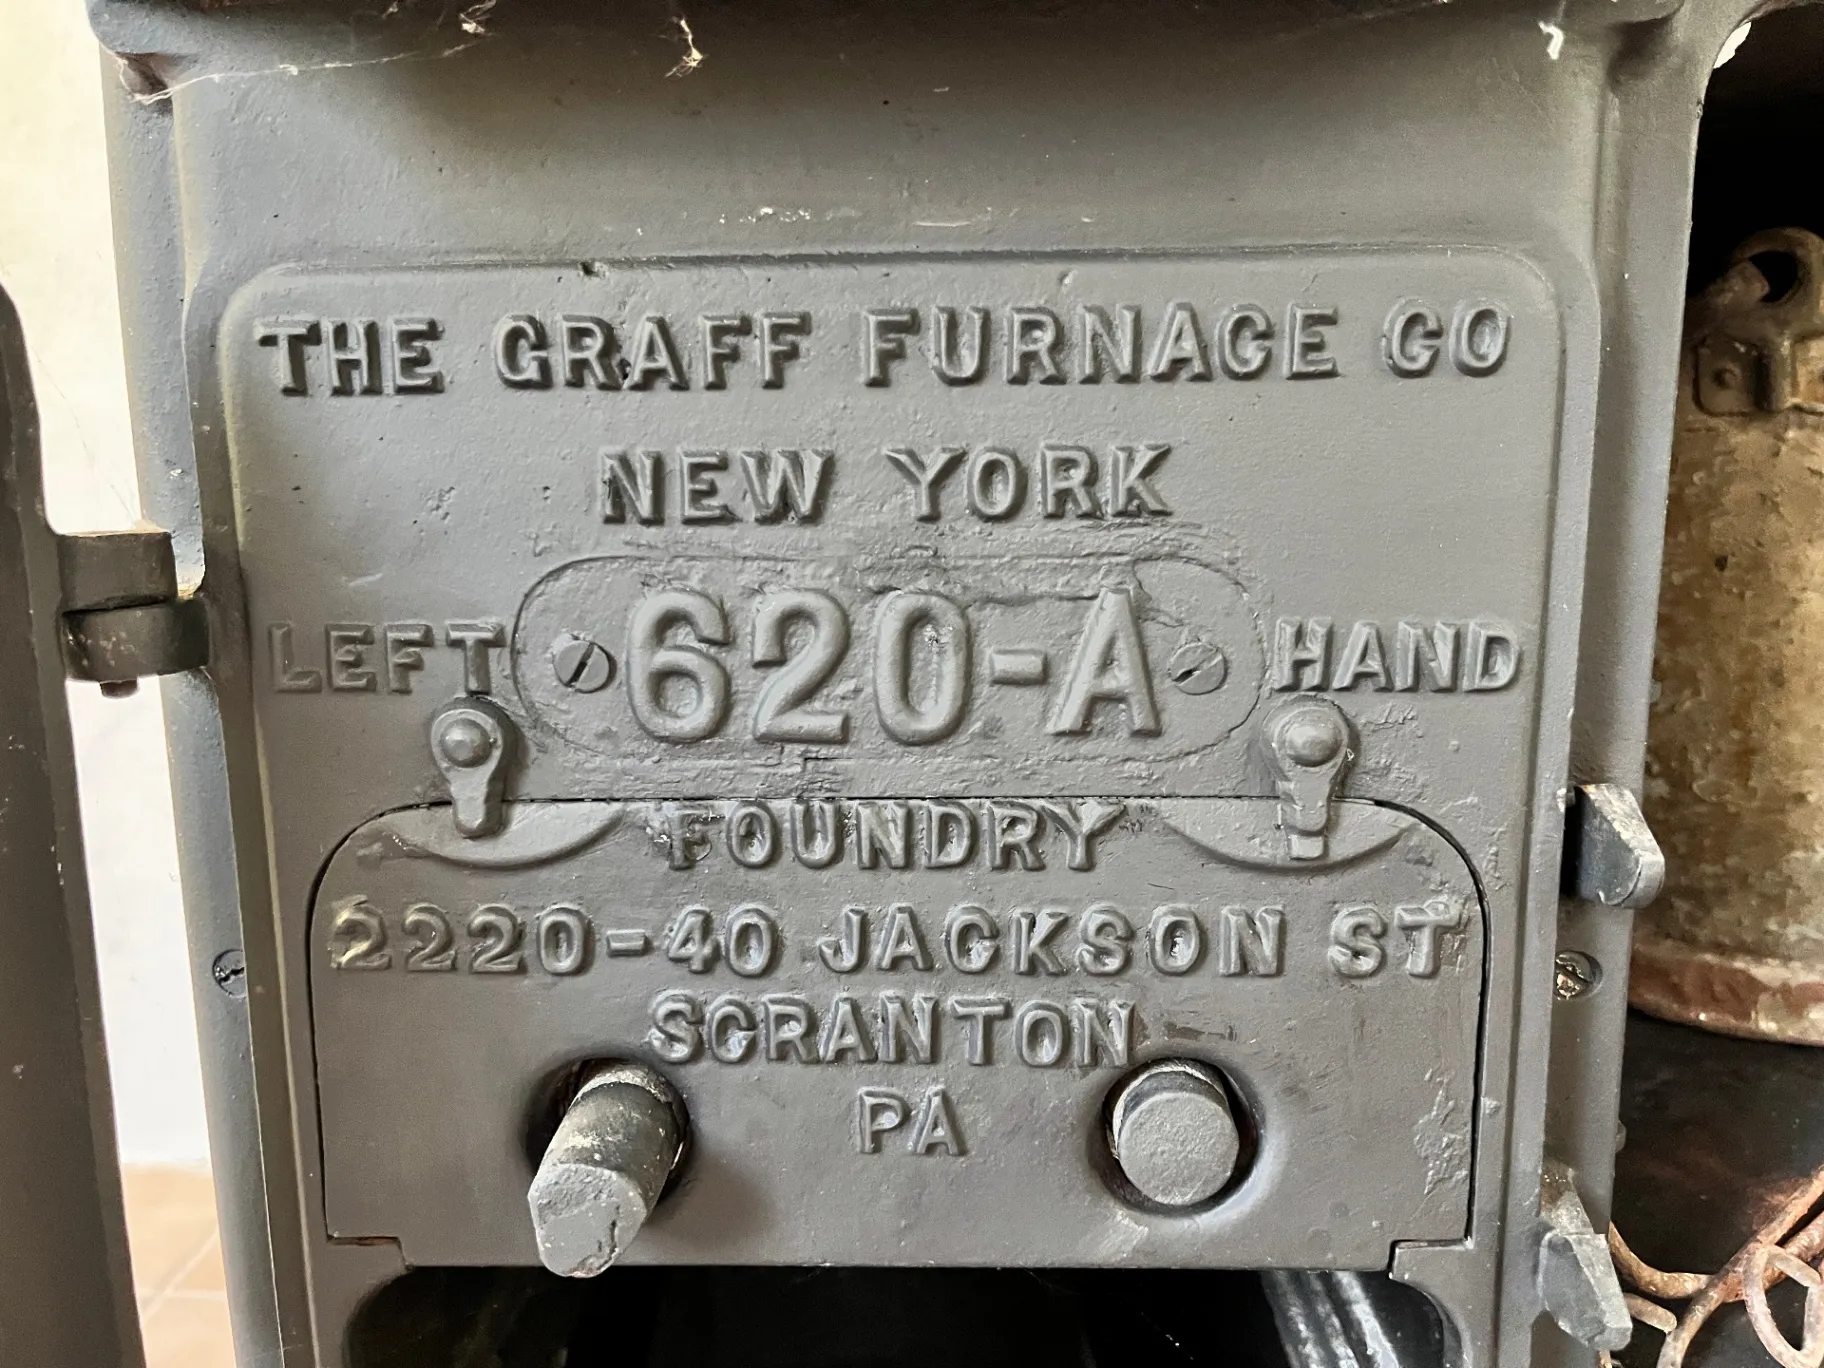 THE GRAFF FURNACE CO
NEW YORK
LEFT 620-A HAND
FOUNDRY
2220-40 JACKSON ST
SCRANTON
PA